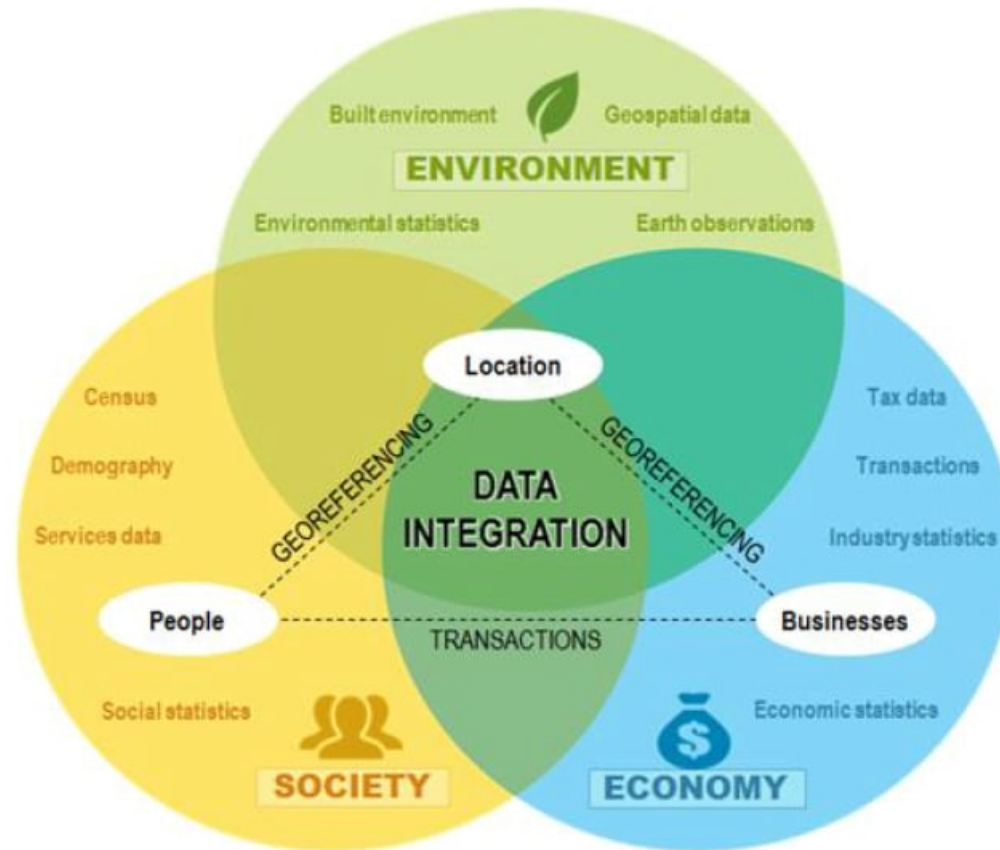 Built environment
Geospatial data
ENVIRONMENT
Environmental statistics
Earth observations
Location
Census
Demography
Services data
GEOREFERENCING
GEOREFERENCING
Tax data
Transactions
Industry statistics
DATA
INTEGRATION
People
Businesses
TRANSACTIONS
Social statistics
Economic statistics
$
SOCIETY
ECONOMY